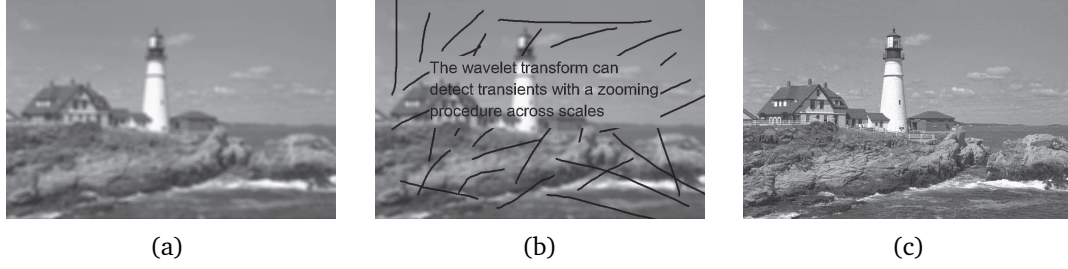 The wavelet transform can
detect transients with a zooming
procedure across scales
(a)
(b)
(c)